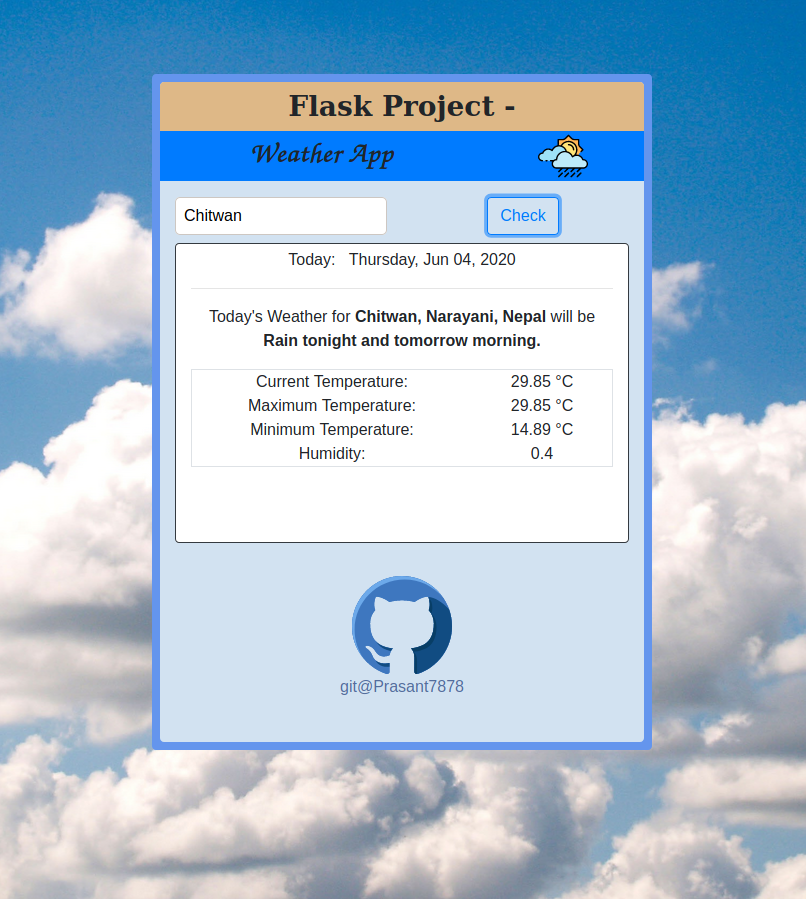 Flask Project -
Weather App
Chitwan Check
Today: Thursday, Jun 04, 2020
Today's Weather for Chitwan, Narayani, Nepal will be
Rain tonight and tomorrow morning.
Current Temperature: 29.85 °C
Maximum Temperature: 29.85 °C
Minimum Temperature: 14.89 °C
Humidity: 0.4
git@Prasant7878